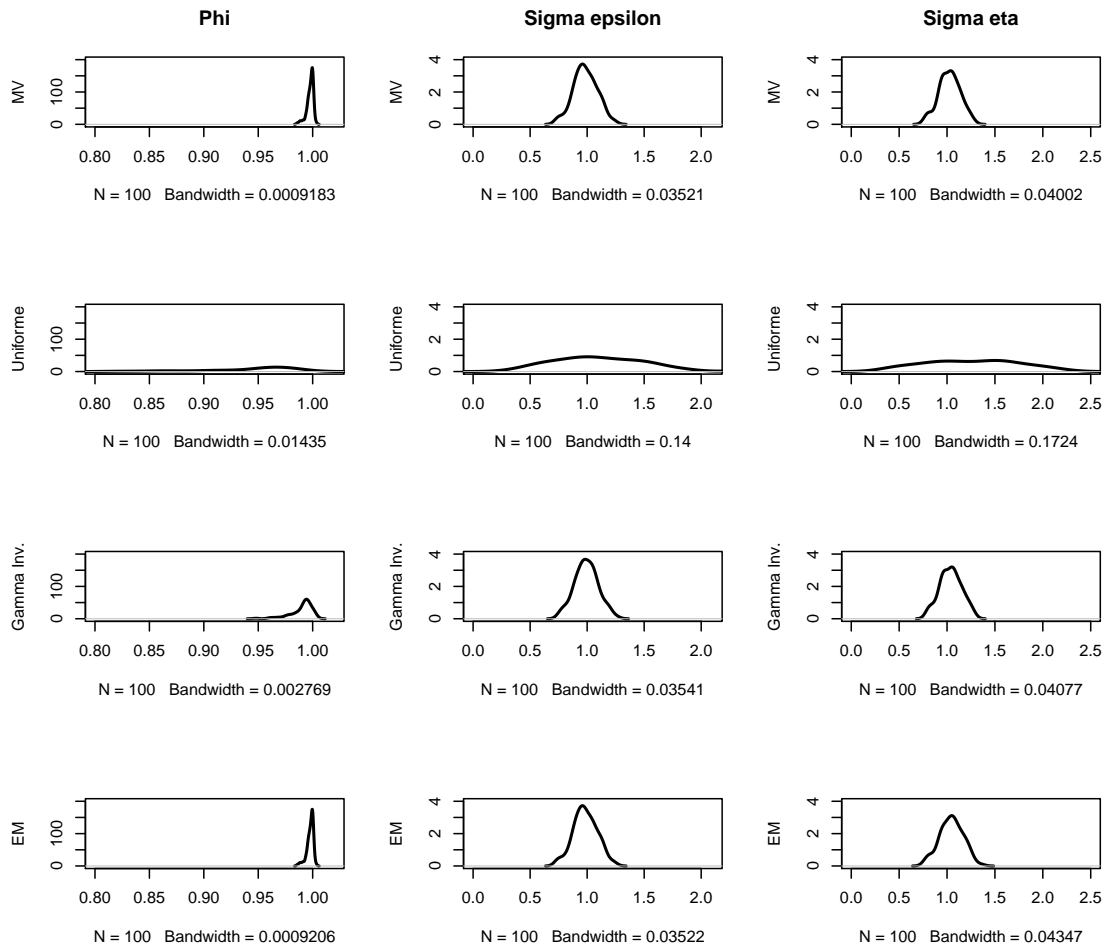 Phi Sigma epsilon Sigma eta
MV 0 100 MV 0 2 4 MV 0 2 4
0.80 0.85 0.90 0.95 1.00 0.0 0.5 1.0 1.5 2.0 0.0 0.5 1.0 1.5 2.0 2.5
N = 100 Bandwidth = 0.0009183 N = 100 Bandwidth = 0.03521 N = 100 Bandwidth = 0.04002
Uniforme 0 100 Uniforme 0 2 4 Uniforme 0 2 4
0.80 0.85 0.90 0.95 1.00 0.0 0.5 1.0 1.5 2.0 0.0 0.5 1.0 1.5 2.0 2.5
N = 100 Bandwidth = 0.01435 N = 100 Bandwidth = 0.14 N = 100 Bandwidth = 0.1724
Gamma Inv. 0 100 Gamma Inv. 0 2 4 Gamma Inv. 0 2 4
0.80 0.85 0.90 0.95 1.00 0.0 0.5 1.0 1.5 2.0 0.0 0.5 1.0 1.5 2.0 2.5
N = 100 Bandwidth = 0.002769 N = 100 Bandwidth = 0.03541 N = 100 Bandwidth = 0.04077
EM 0 100 EM 0 2 4 EM 0 2 4
0.80 0.85 0.90 0.95 1.00 0.0 0.5 1.0 1.5 2.0 0.0 0.5 1.0 1.5 2.0 2.5
N = 100 Bandwidth = 0.0009206 N = 100 Bandwidth = 0.03522 N = 100 Bandwidth = 0.04347